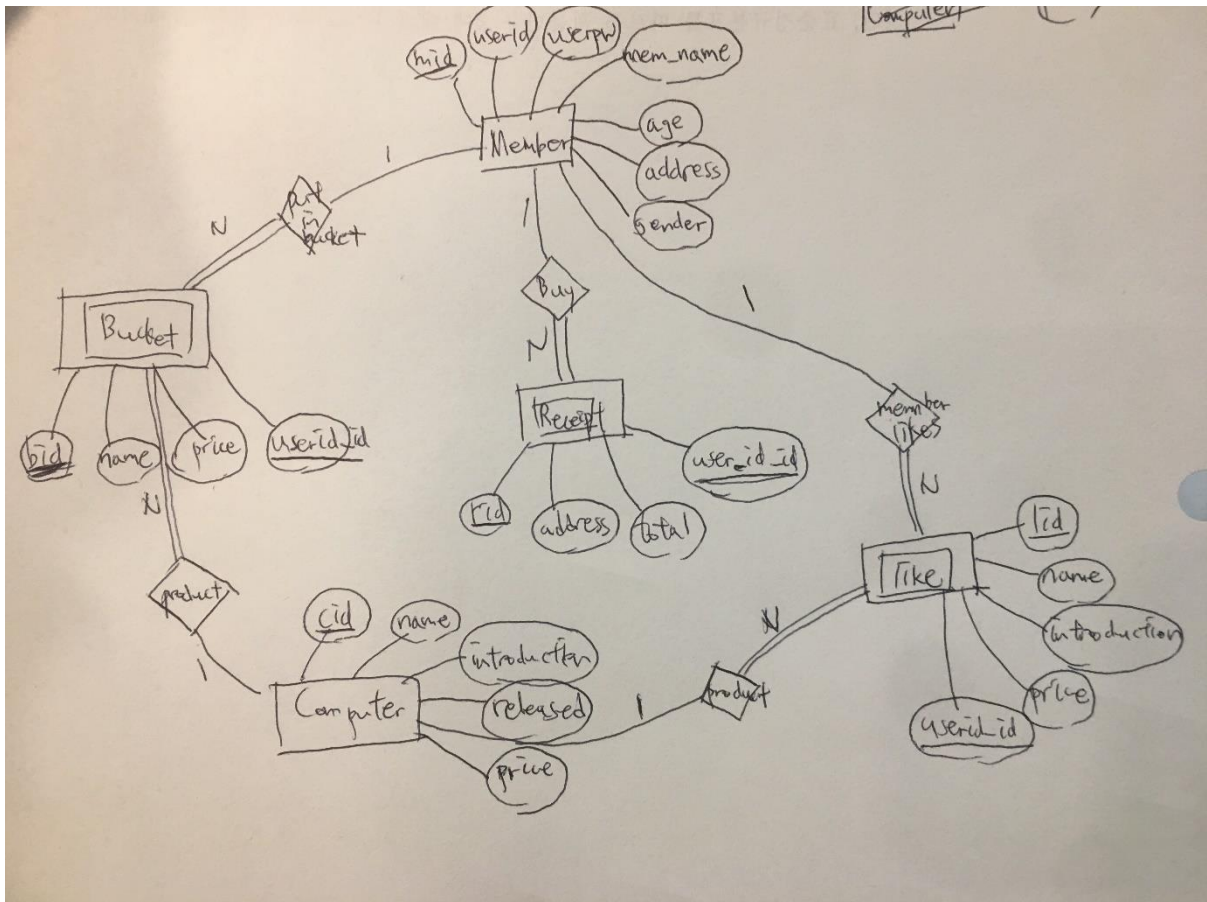 Computer
mid
userid
userpw
mem_name
Member
age
address
gender
1
1
1
N
put
in
bucket
Buy
N
Bucket
bid
name
price
userid_id
Receipt
rid
address
total
user_id_id
member
likes
N
like
lid
name
introduction
price
userid_id
N
product
1
N
product
1
Computer
cid
name
introduction
released
price